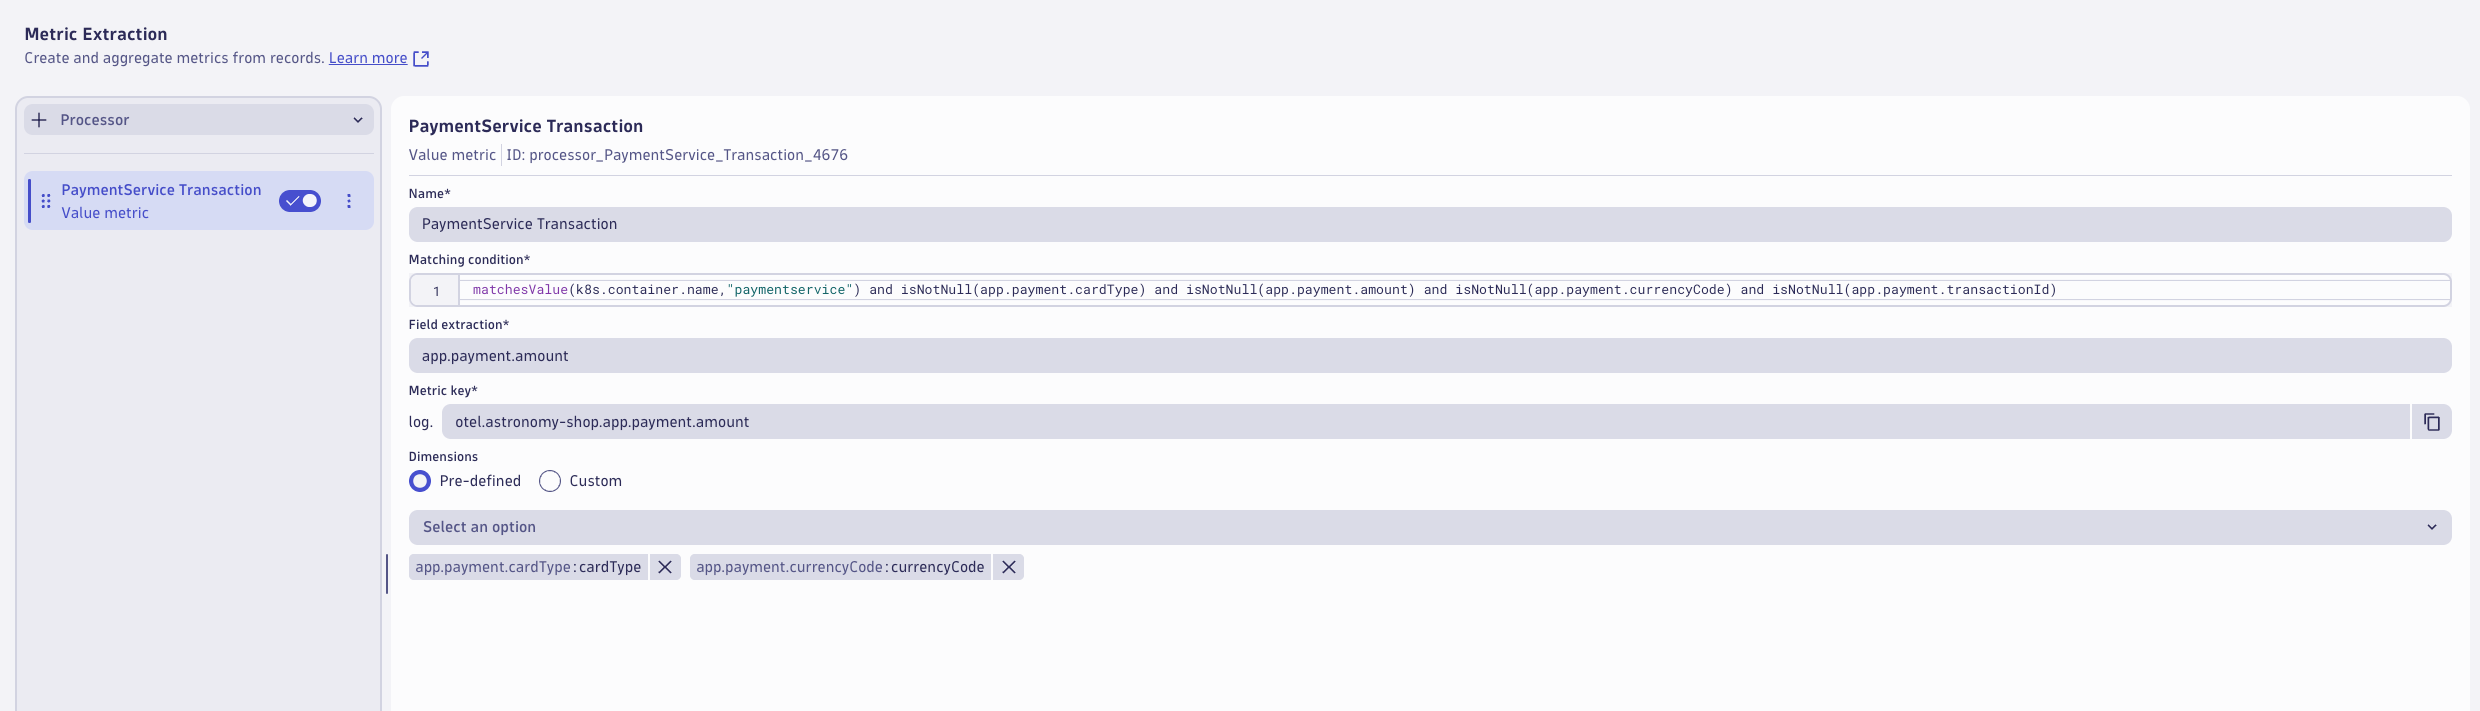 Metric Extraction
Create and aggregate metrics from records. Learn more
Processor
PaymentService Transaction
Value metric
PaymentService Transaction
Value metric ID: processor_PaymentService_Transaction_4676
Name*
PaymentService Transaction
Matching condition*
1 matchesValue(k8s.container.name,"paymentservice") and isNotNull(app.payment.cardType) and isNotNull(app.payment.amount) and isNotNull(app.payment.currencyCode) and isNotNull(app.payment.transactionId)
Field extraction*
app.payment.amount
Metric key*
log. otel.astronomy-shop.app.payment.amount
Dimensions
Pre-defined Custom
Select an option
app.payment.cardType:cardType app.payment.currencyCode:currencyCode